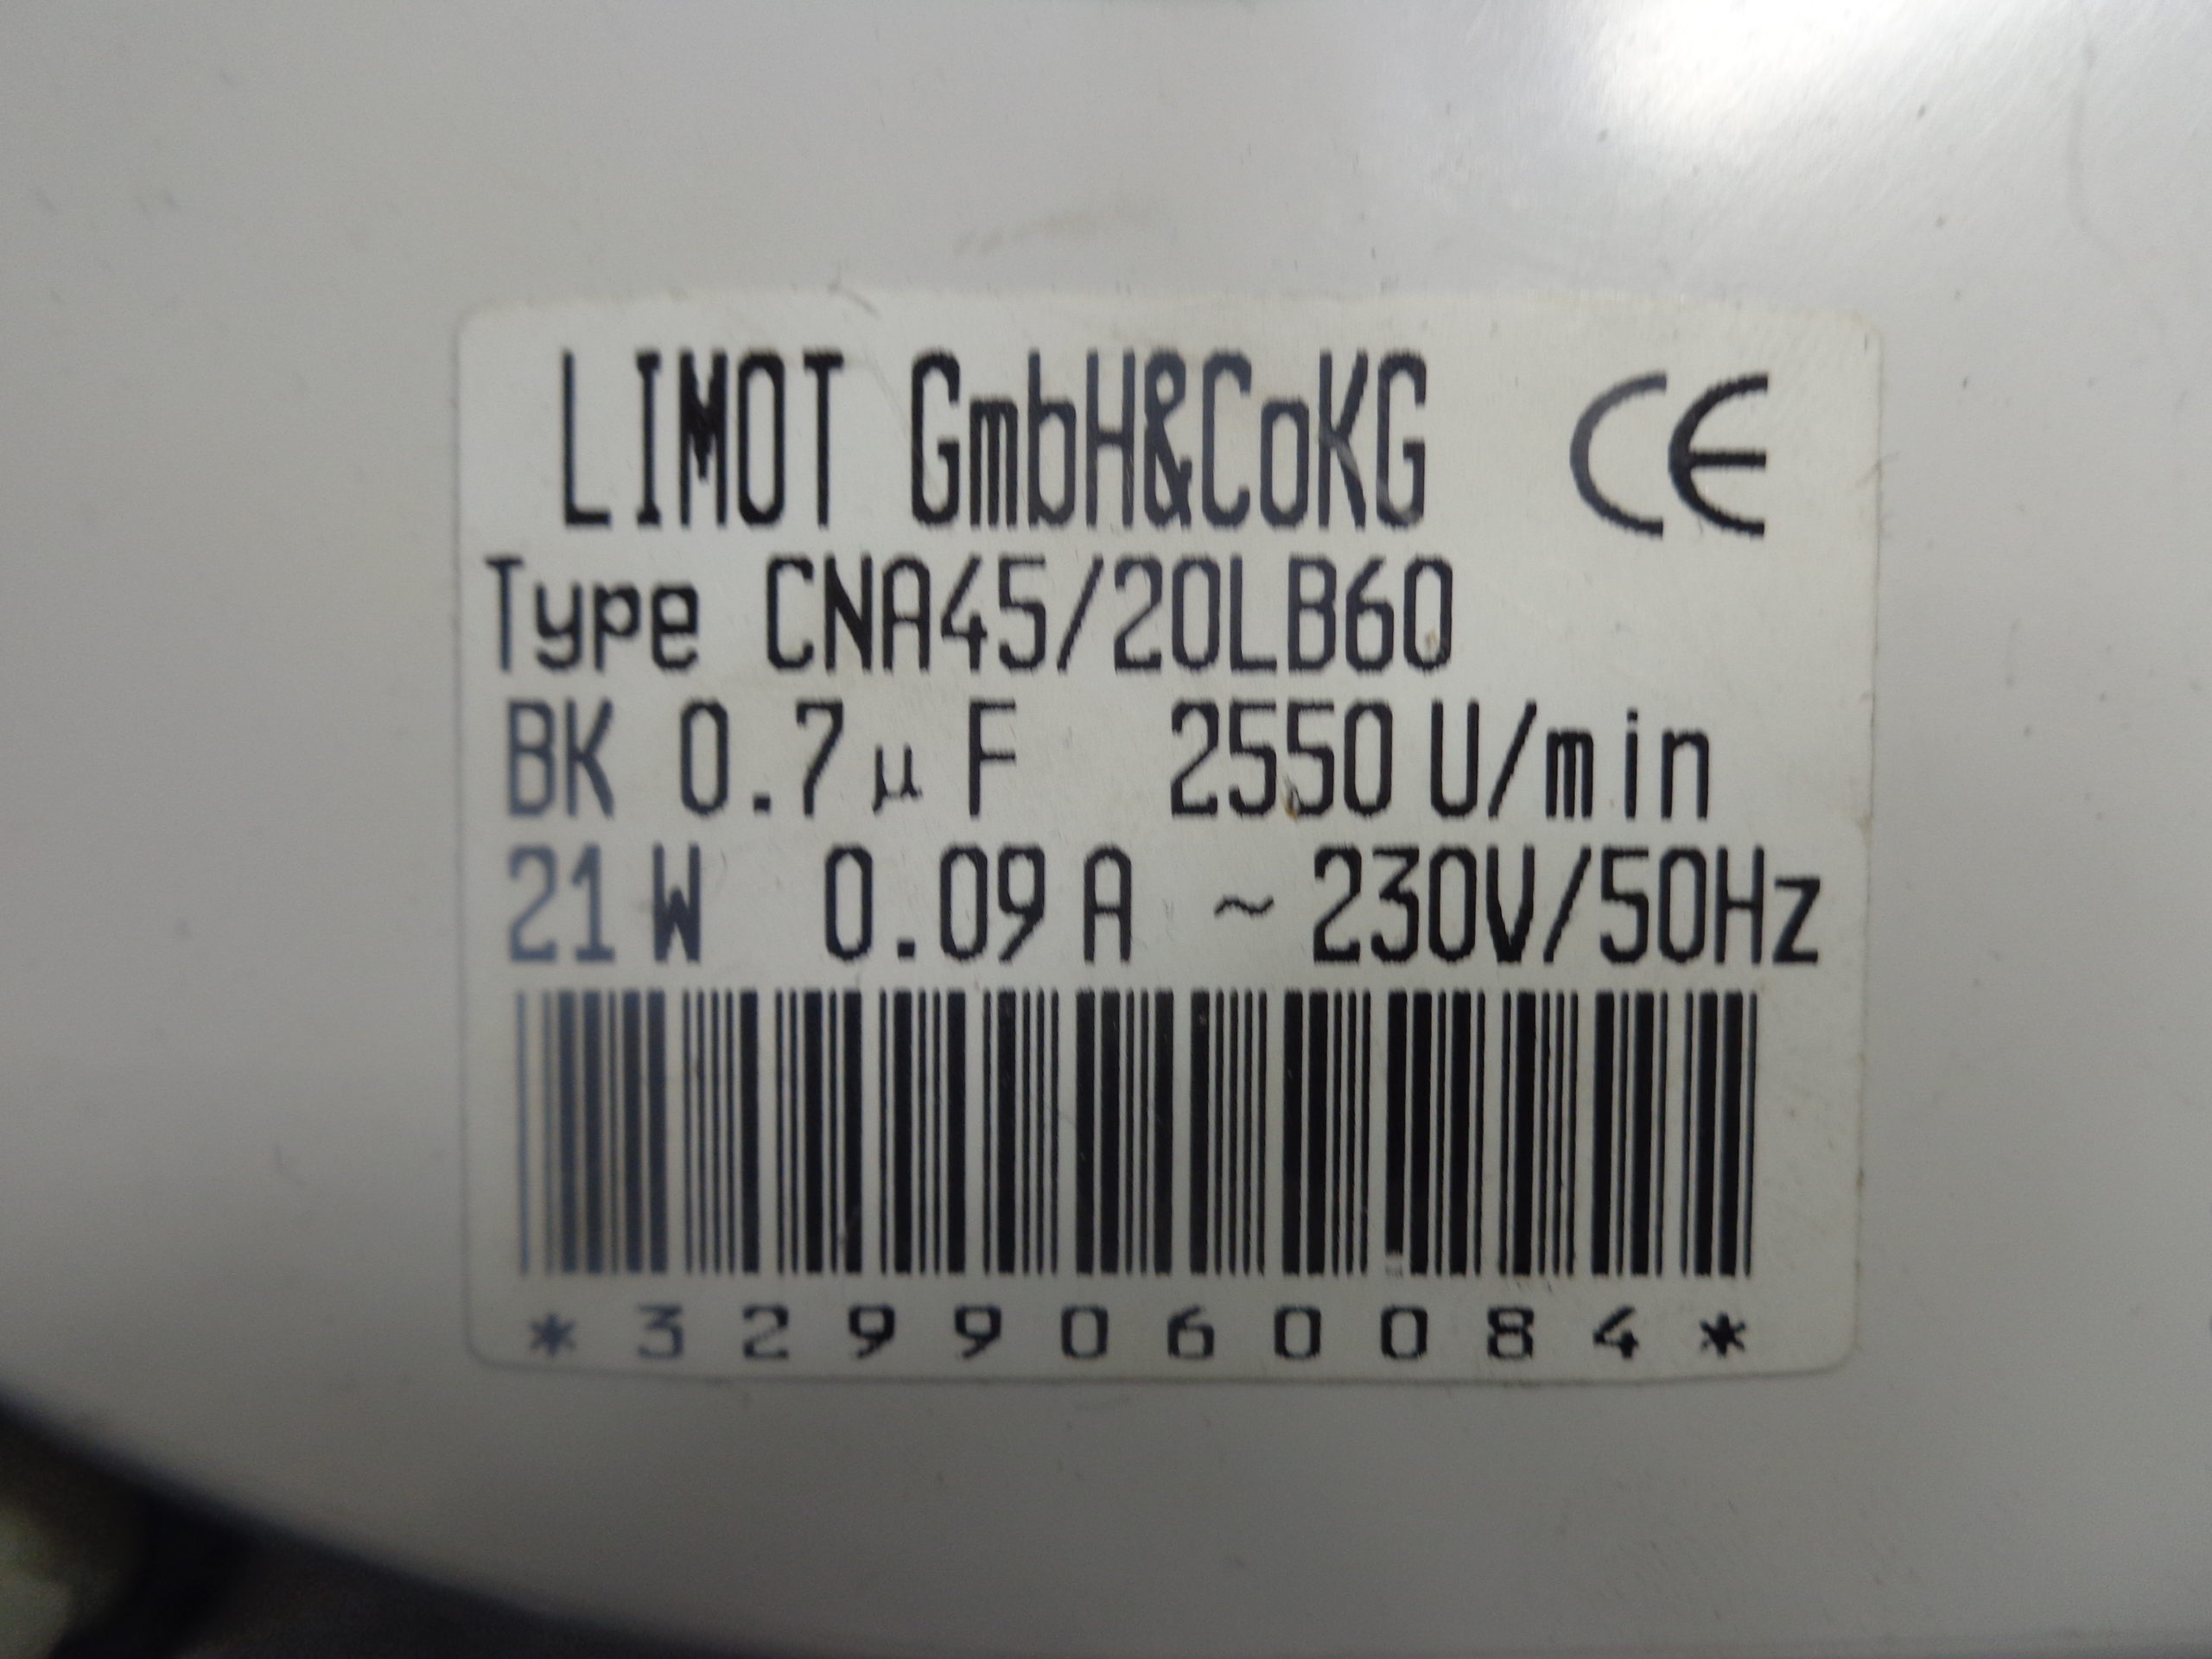 LIMOT GmbH&CoKG CE
Type CNA45/20LB60
BK 0.7µF 2550 U/min
21 W 0.09 A ~230V/50Hz
*3299060084*